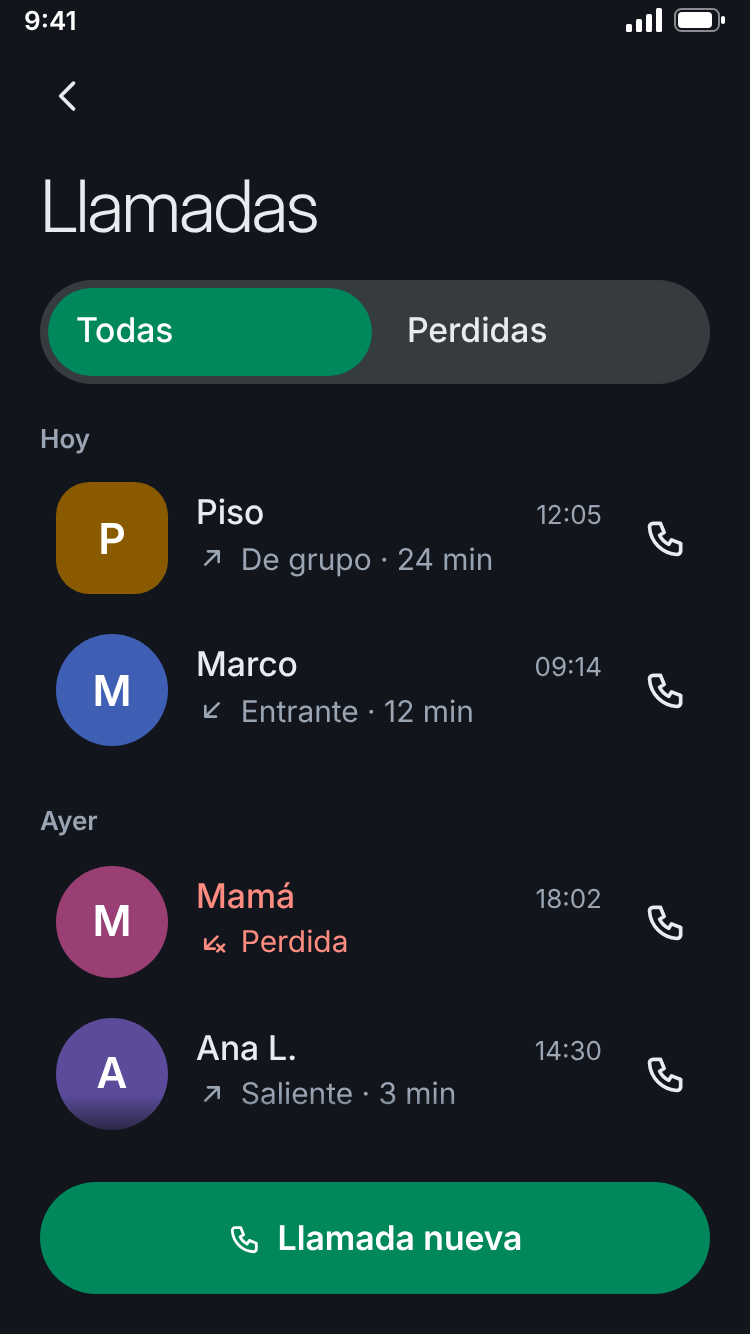 9:41
Llamadas
Todas
Perdidas
Hoy
P
Piso
12:05
De grupo · 24 min
M
Marco
09:14
Entrante · 12 min
Ayer
M
Mamá
18:02
Perdida
A
Ana L.
14:30
Saliente · 3 min
Llamada nueva